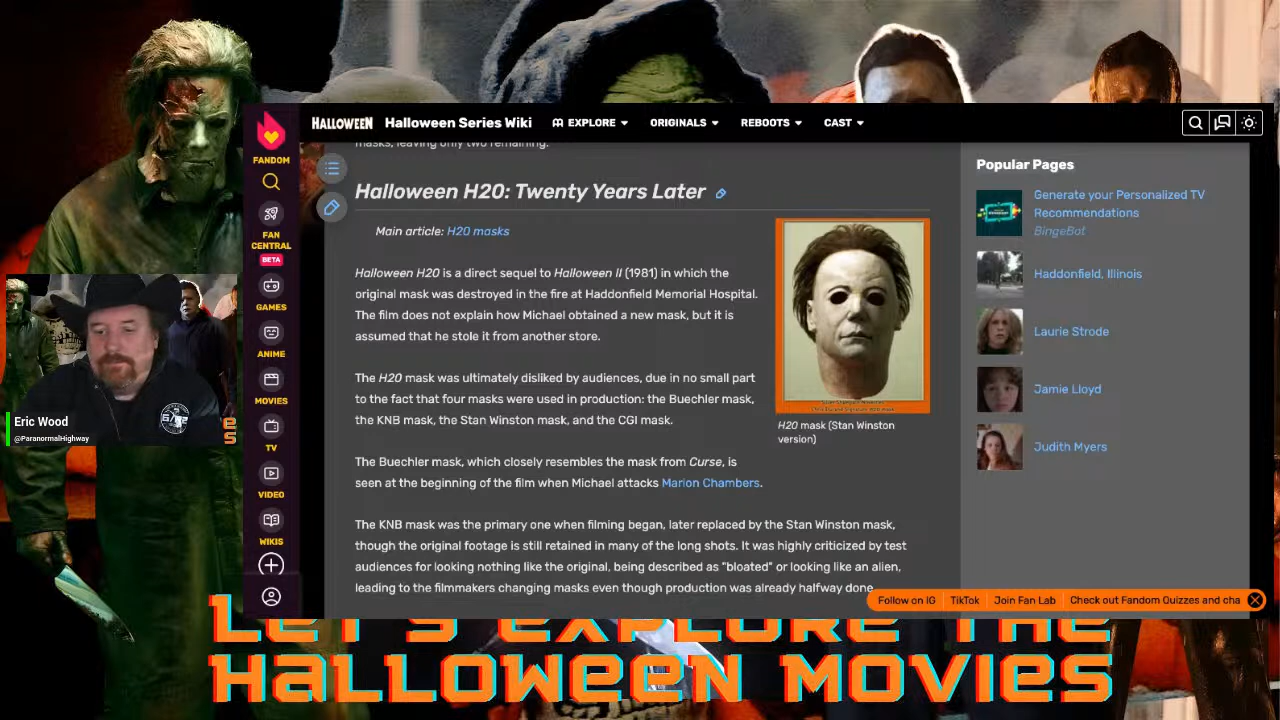 HALLOWEEN Halloween Series Wiki EXPLORE ORIGINALS REBOOTS CAST
FANDOM
FAN
CENTRAL
BETA
GAMES
ANIME
MOVIES
TV
VIDEO
WIKIS
masks, leaving only two remaining.
Halloween H20: Twenty Years Later
Main article: H20 masks
Halloween H20 is a direct sequel to Halloween II (1981) in which the
original mask was destroyed in the fire at Haddonfield Memorial Hospital.
The film does not explain how Michael obtained a new mask, but it is
assumed that he stole it from another store.
The H20 mask was ultimately disliked by audiences, due in no small part
to the fact that four masks were used in production: the Buechler mask,
the KNB mask, the Stan Winston mask, and the CGI mask.
H20 mask (Stan Winston
version)
The Buechler mask, which closely resembles the mask from Curse, is
seen at the beginning of the film when Michael attacks Marion Chambers.
The KNB mask was the primary one when filming began, later replaced by the Stan Winston mask,
though the original footage is still retained in many of the long shots. It was highly criticized by test
audiences for looking nothing like the original, being described as "bloated" or looking like an alien,
leading to the filmmakers changing masks even though production was already halfway done
Popular Pages
Generate your Personalized TV
Recommendations
BingeBot
Haddonfield, Illinois
Laurie Strode
Jamie Lloyd
Judith Myers
Follow on IG TikTok Join Fan Lab Check out Fandom Quizzes and cha
Eric Wood
@ParanormalHighway
LET'S EXPLORE THE
HALLOWEEN MOVIES